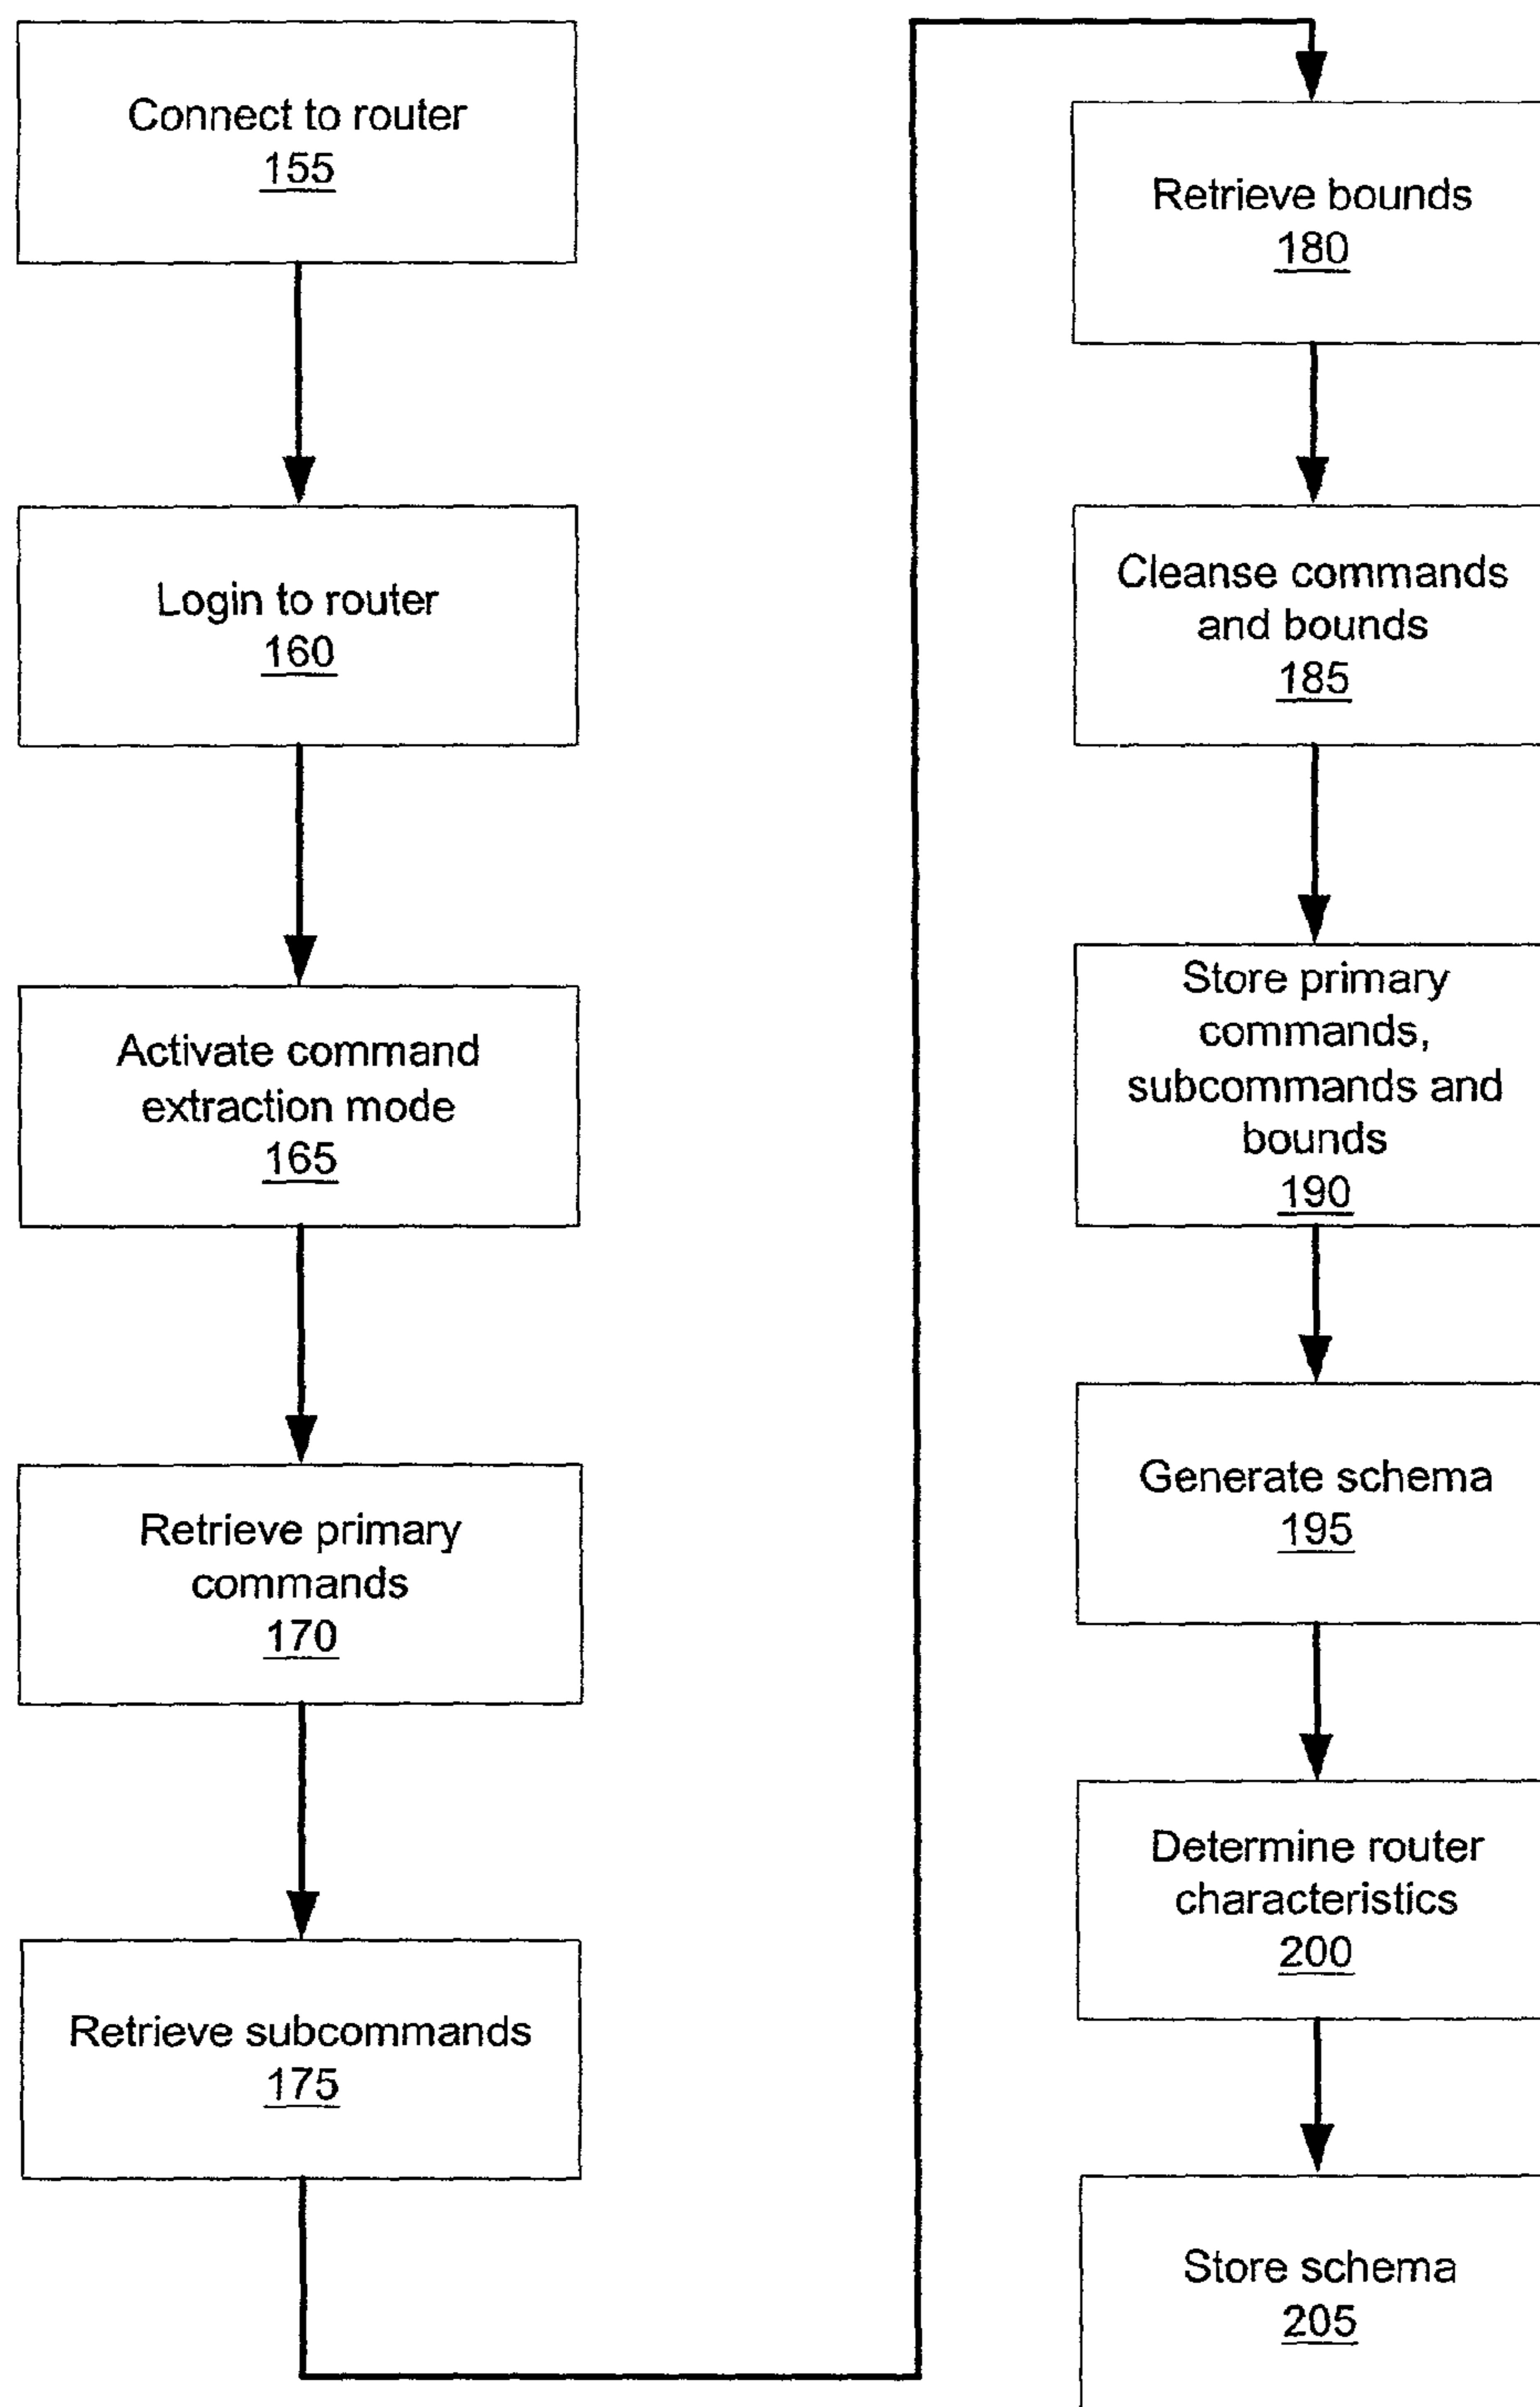 Connect to router
155
Login to router
160
Activate command
extraction mode
165
Retrieve primary
commands
170
Retrieve subcommands
175
Retrieve bounds
180
Cleanse commands
and bounds
185
Store primary
commands,
subcommands and
bounds
190
Generate schema
195
Determine router
characteristics
200
Store schema
205